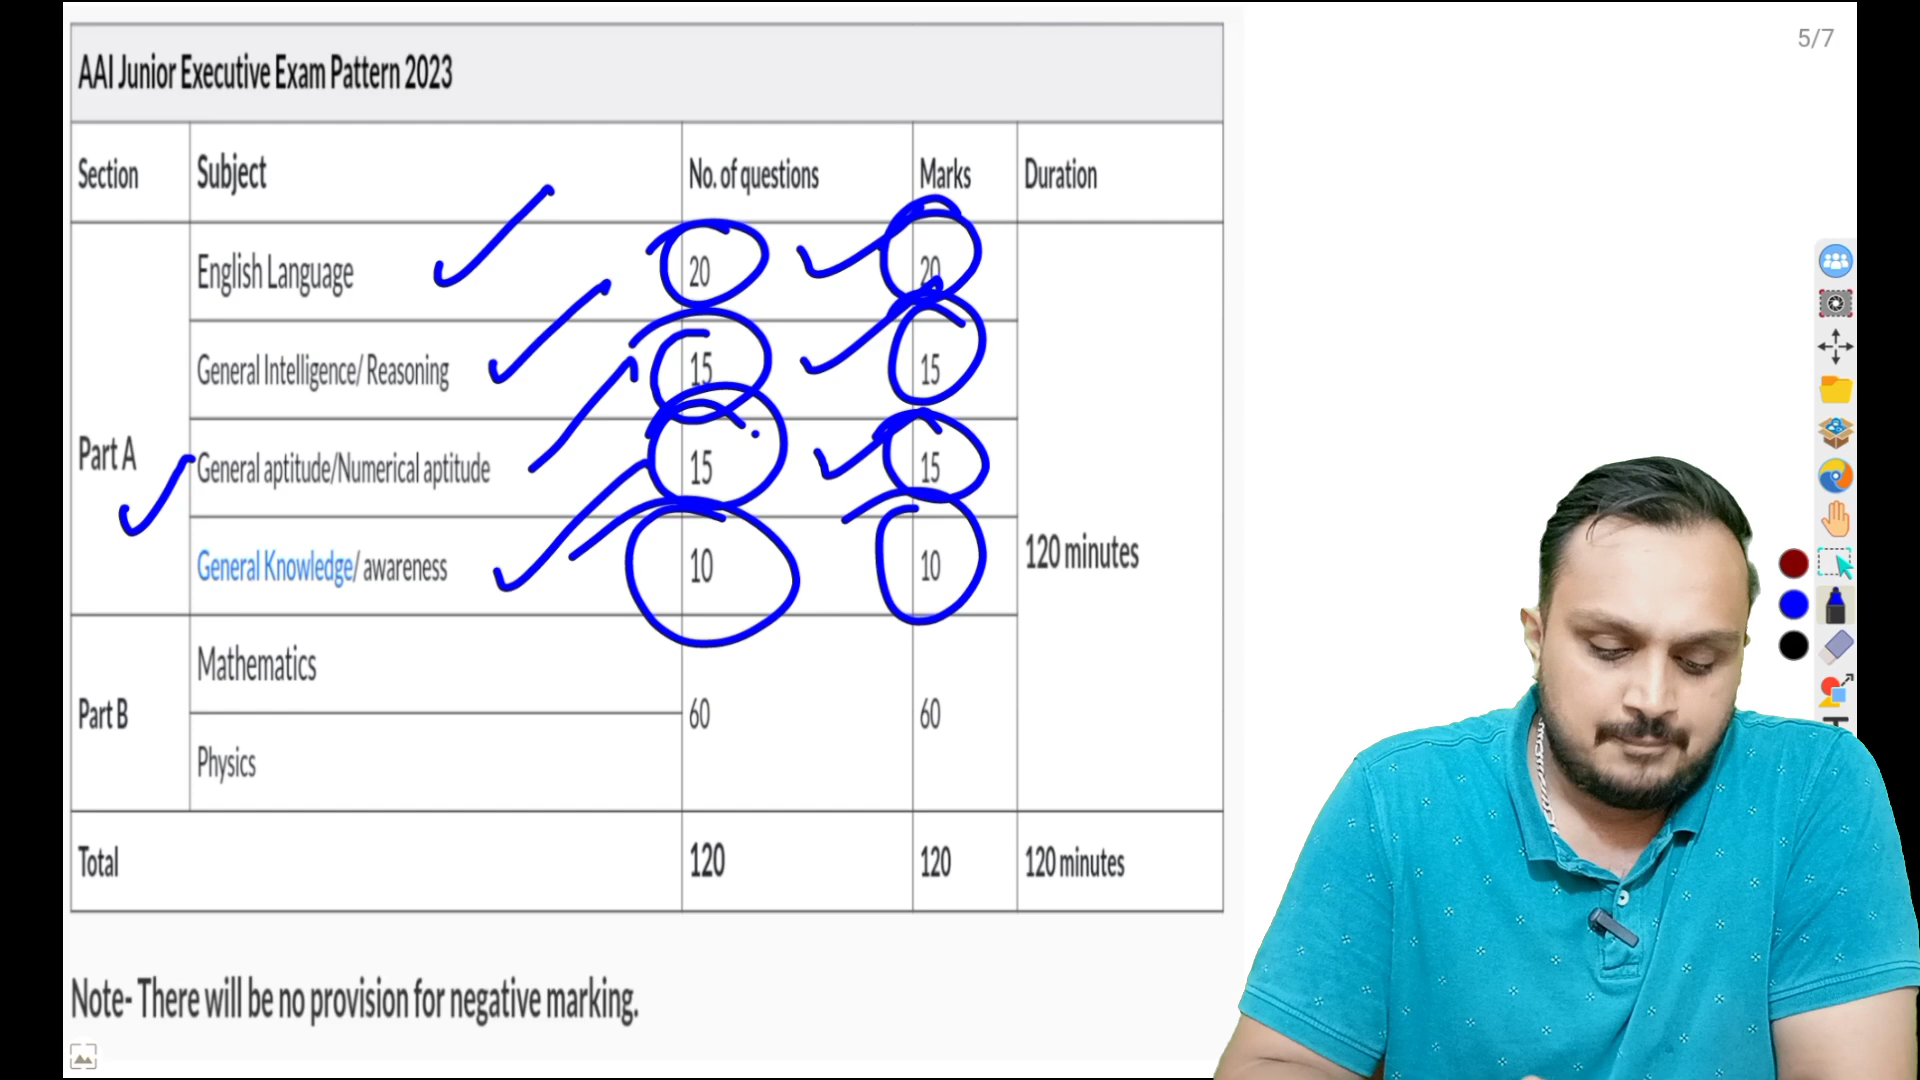 5/7
AAI Junior Executive Exam Pattern 2023
Section Subject No. of questions Marks Duration
Part A English Language 20 20 120 minutes
General Intelligence/ Reasoning 15 15
General aptitude/Numerical aptitude 15 15
General Knowledge/ awareness 10 10
Part B Mathematics 60 60
Physics
Total 120 120 120 minutes
Note- There will be no provision for negative marking.